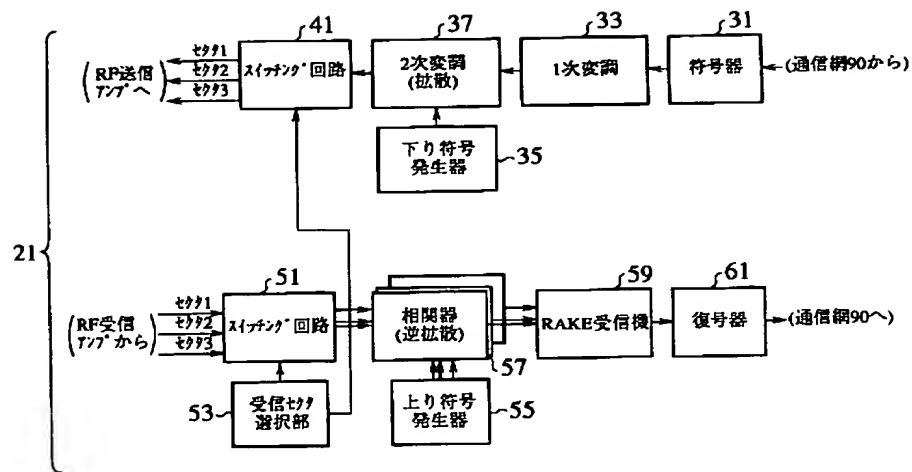 41
37
33
31
セクタ1
セクタ2
セクタ3
(RP送信
アンプへ)
スイッチング回路
2次変調
(拡散)
1次変調
符号器
(通信網90から)
下り符号
発生器
35
21
51
59
61
セクタ1
セクタ2
セクタ3
(RF受信
アンプから)
スイッチング回路
相関器
(逆拡散)
57
RAKE受信機
復号器
(通信網90へ)
53
受信セクタ
選択部
上り符号
発生器
55